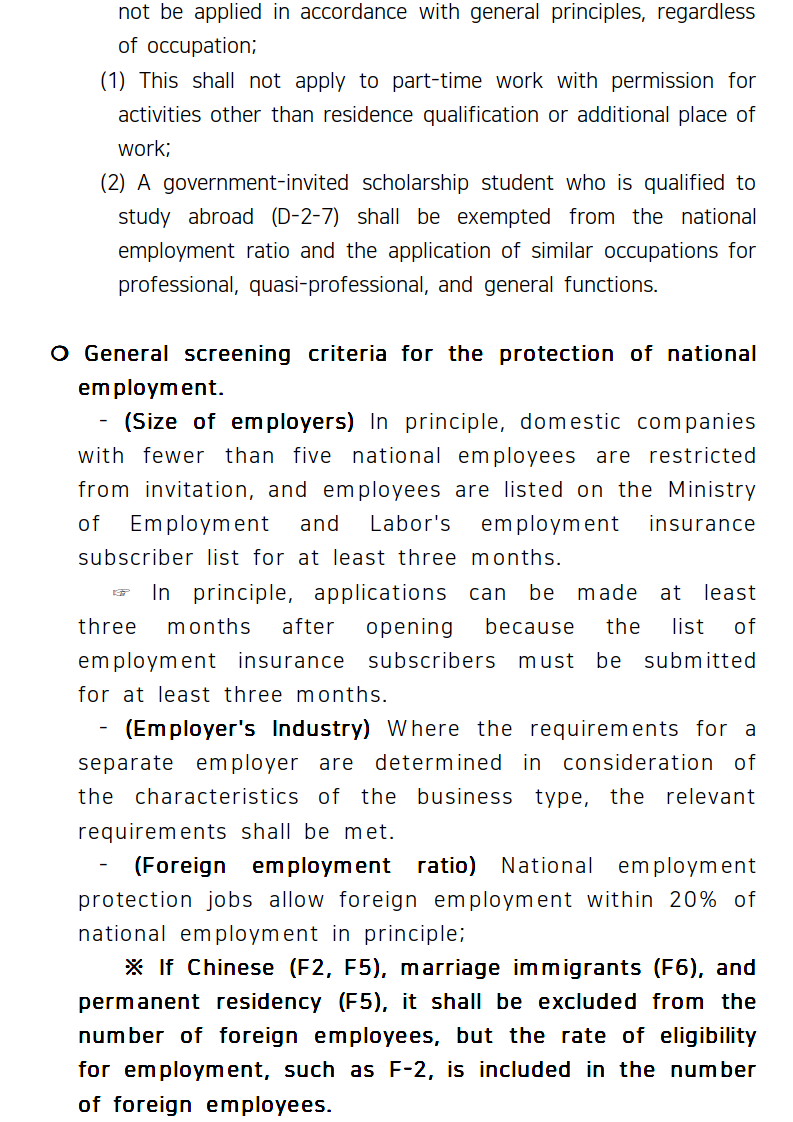 not be applied in accordance with general principles, regardless
of occupation;
(1) This shall not apply to part-time work with permission for
activities other than residence qualification or additional place of
work;
(2) A government-invited scholarship student who is qualified to
study abroad (D-2-7) shall be exempted from the national
employment ratio and the application of similar occupations for
professional, quasi-professional, and general functions.
❍ General screening criteria for the protection of national
employment.
- (Size of employers) In principle, domestic companies
with fewer than five national employees are restricted
from invitation, and employees are listed on the Ministry
of Employment and Labor's employment insurance
subscriber list for at least three months.
☞ In principle, applications can be made at least
three months after opening because the list of
employment insurance subscribers must be submitted
for at least three months.
- (Employer's Industry) Where the requirements for a
separate employer are determined in consideration of
the characteristics of the business type, the relevant
requirements shall be met.
- (Foreign employment ratio) National employment
protection jobs allow foreign employment within 20% of
national employment in principle;
※ If Chinese (F2, F5), marriage immigrants (F6), and
permanent residency (F5), it shall be excluded from the
number of foreign employees, but the rate of eligibility
for employment, such as F-2, is included in the number
of foreign employees.